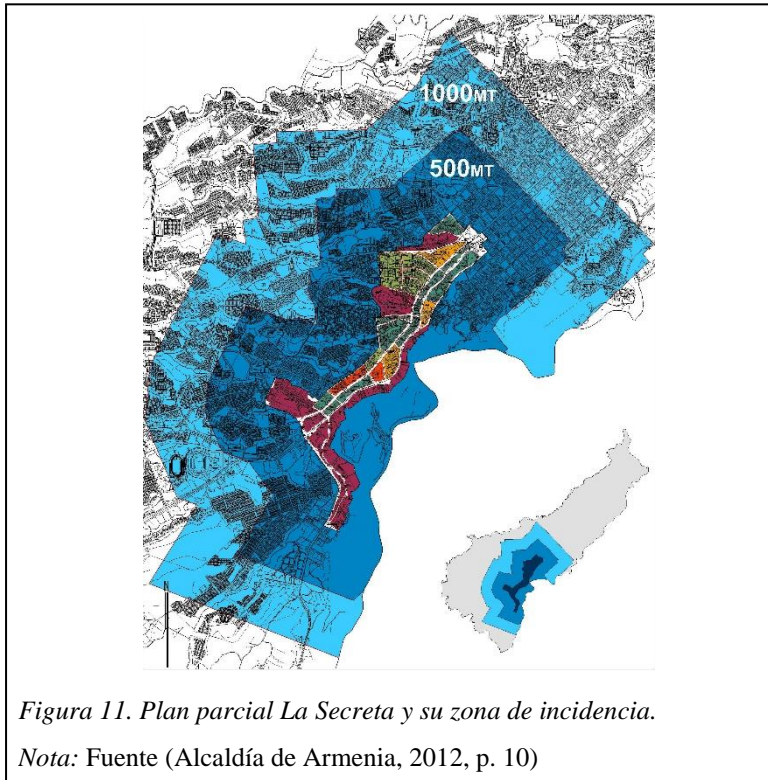 1000MT
500MT
Figura 11. Plan parcial La Secreta y su zona de incidencia.
Nota: Fuente (Alcaldía de Armenia, 2012, p. 10)